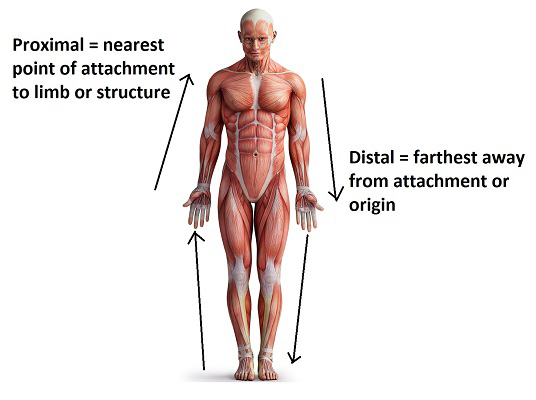 Proximal = nearest
point of attachment
to limb or structure
Distal = farthest away
from attachment or
origin